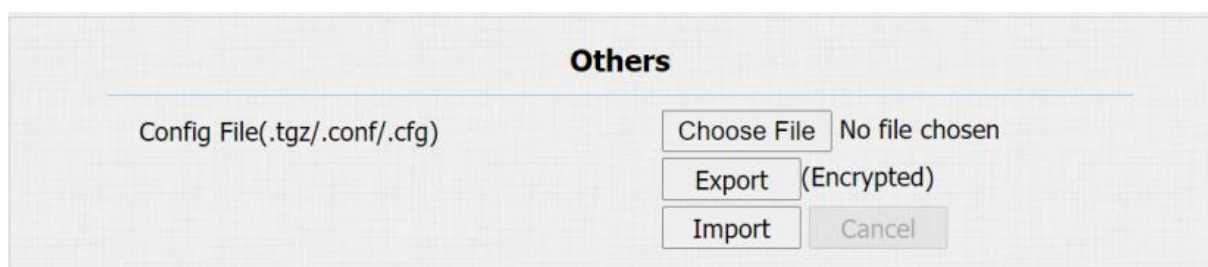 Others
Config File(.tgz/.conf/.cfg) Choose File No file chosen
Export (Encrypted)
Import Cancel